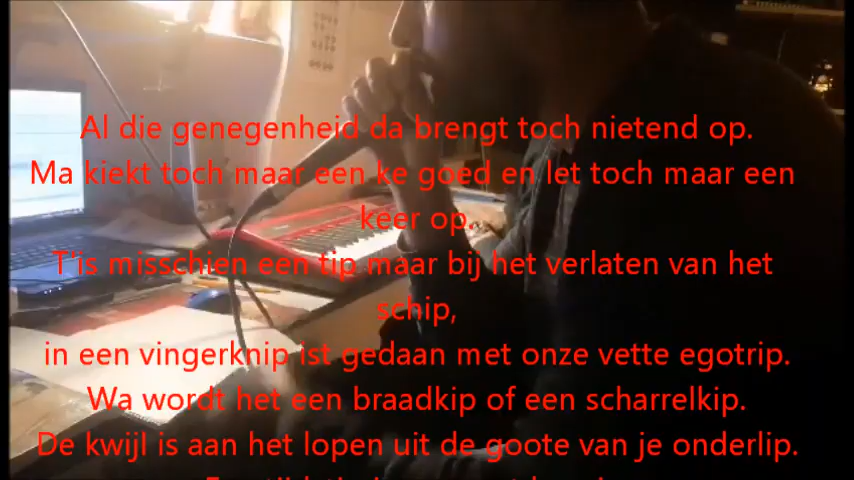 Al die genegenheid da brengt toch nietend op.
Ma kiekt toch maar een ke goed en let toch maar een
keer op.
T'is misschien een tip maar bij het verlaten van het
schip,
in een vingerknip ist gedaan met onze vette egotrip.
Wa wordt het een braadkip of een scharrelkip.
De kwijl is aan het lopen uit de goote van je onderlip.